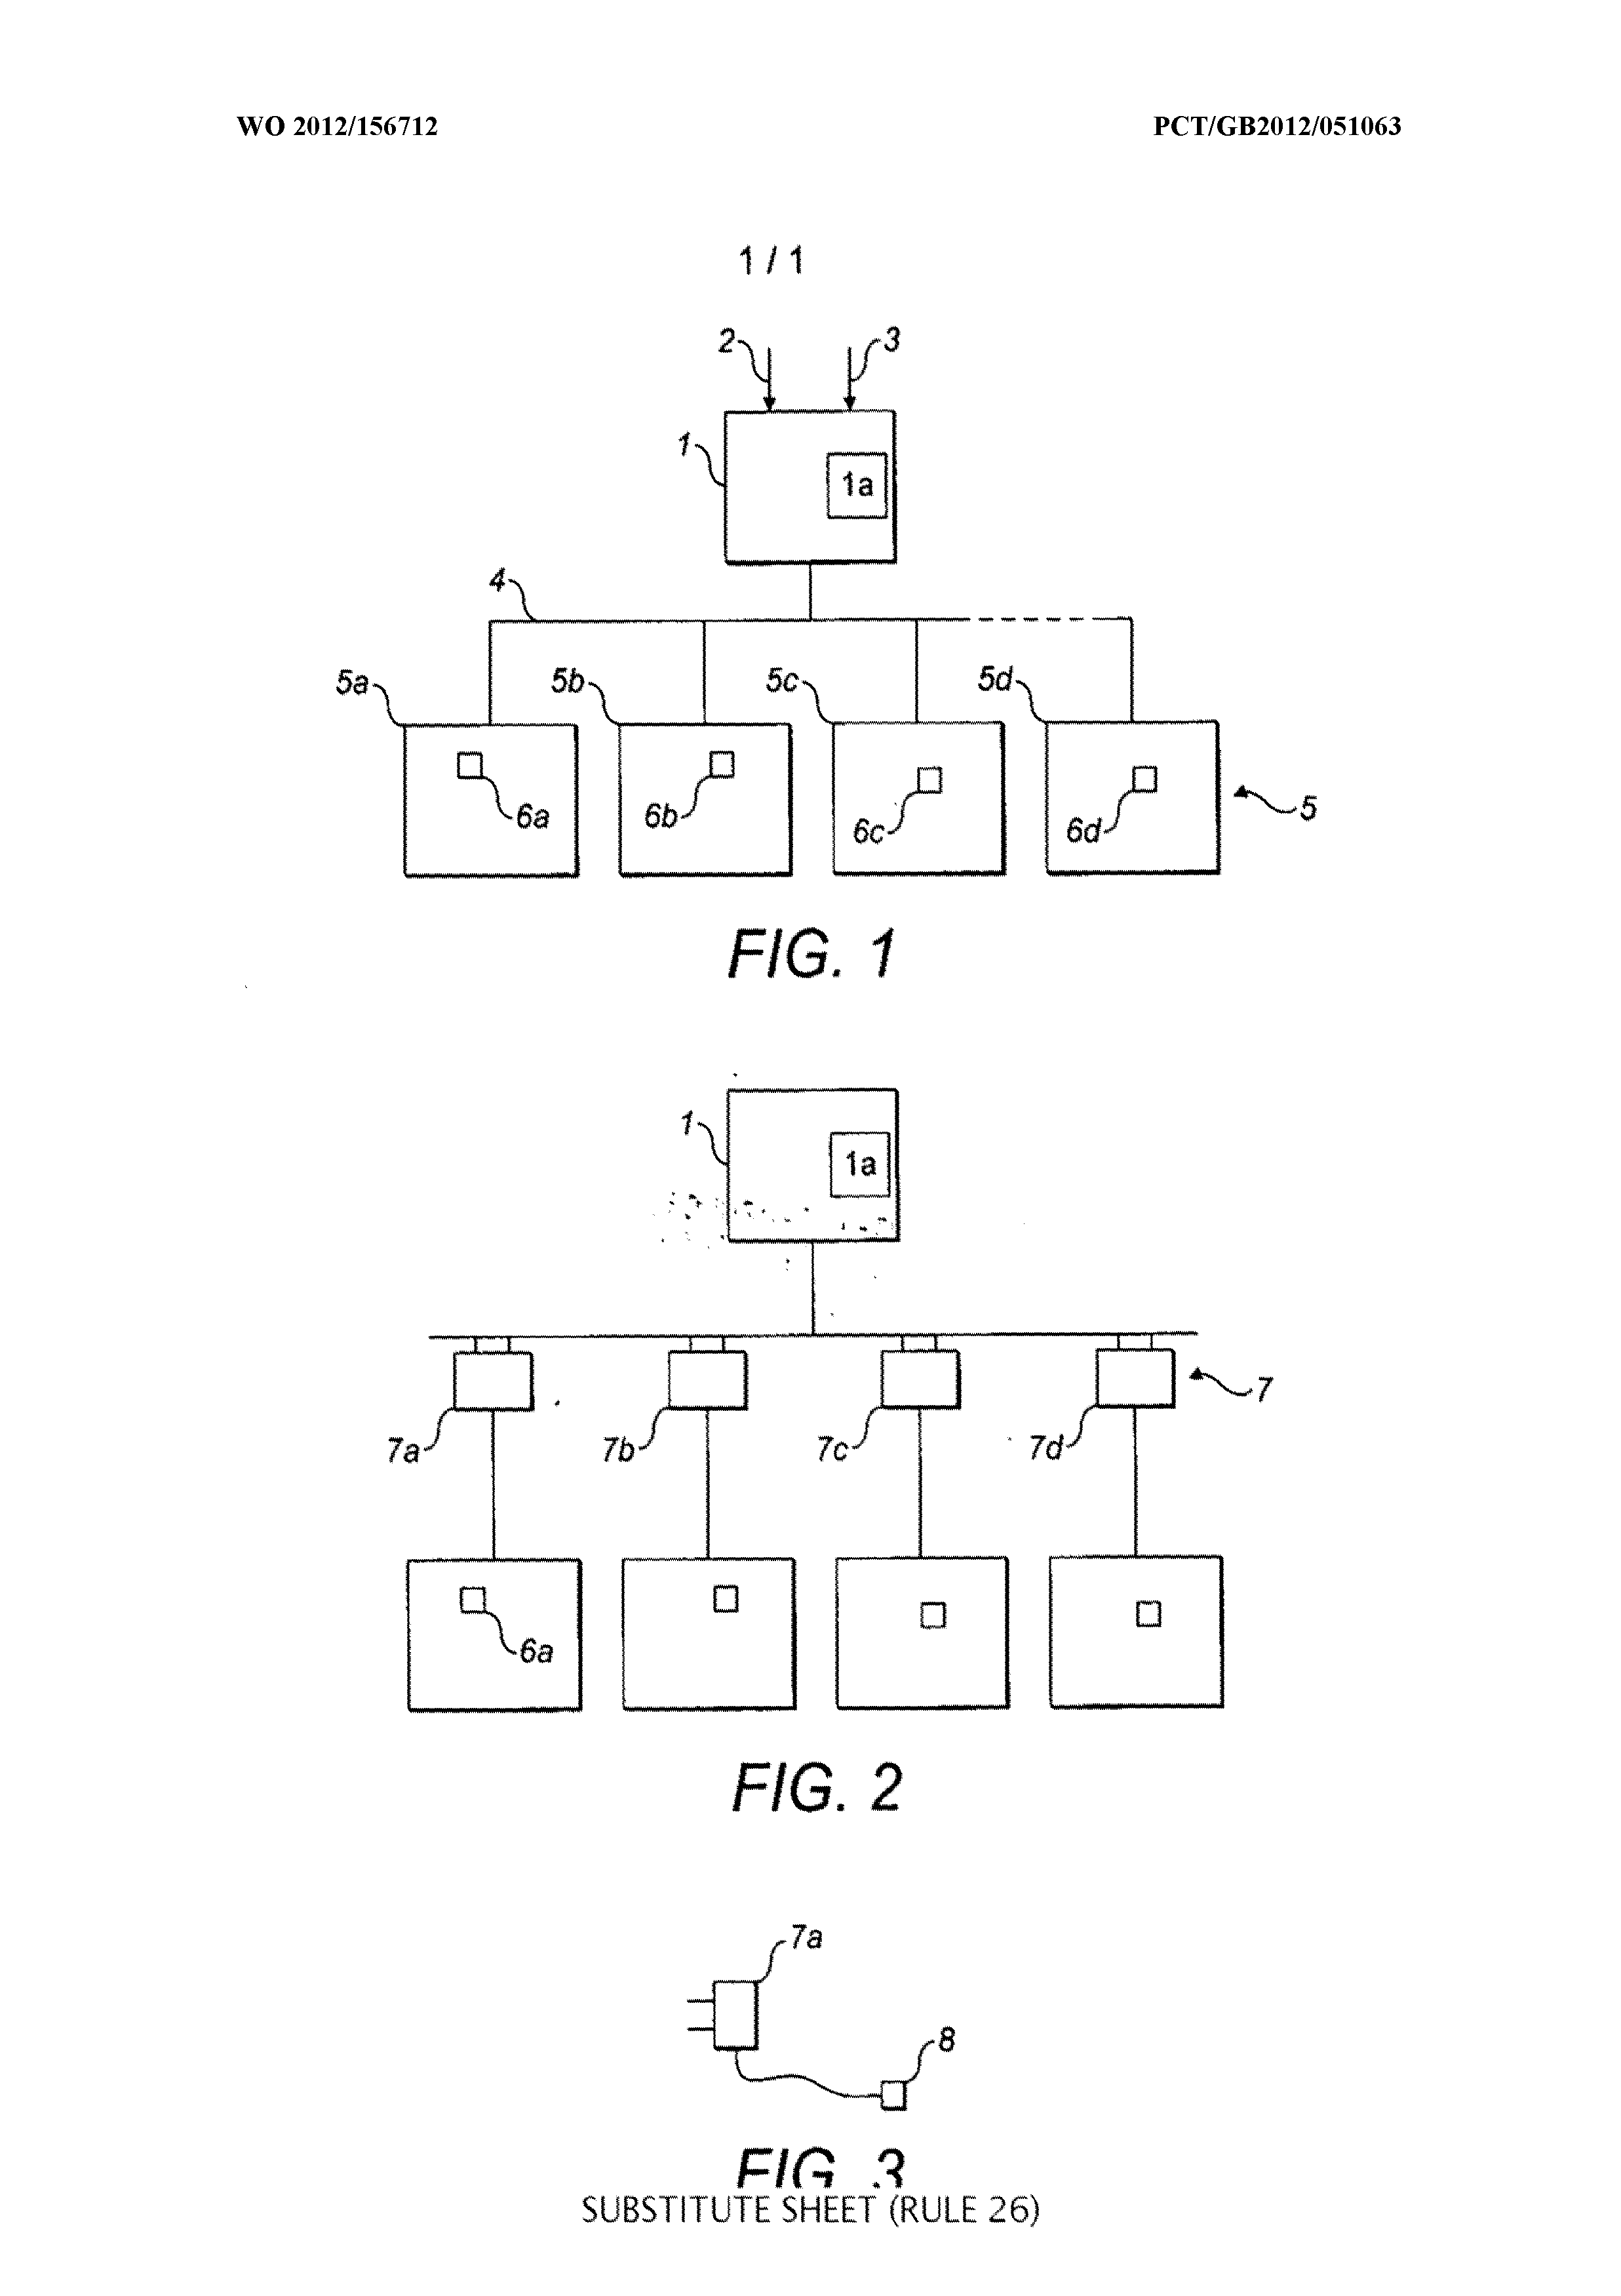 WO 2012/156712 PCT/GB2012/051063
1 / 1
2 3
1
1a
4
5a 5b 5c 5d
6a 6b 6c 6d 5
FIG. 1
1
1a
7
7a 7b 7c 7d
6a
FIG. 2
7a
8
FIG. 3
SUBSTITUTE SHEET (RULE 26)